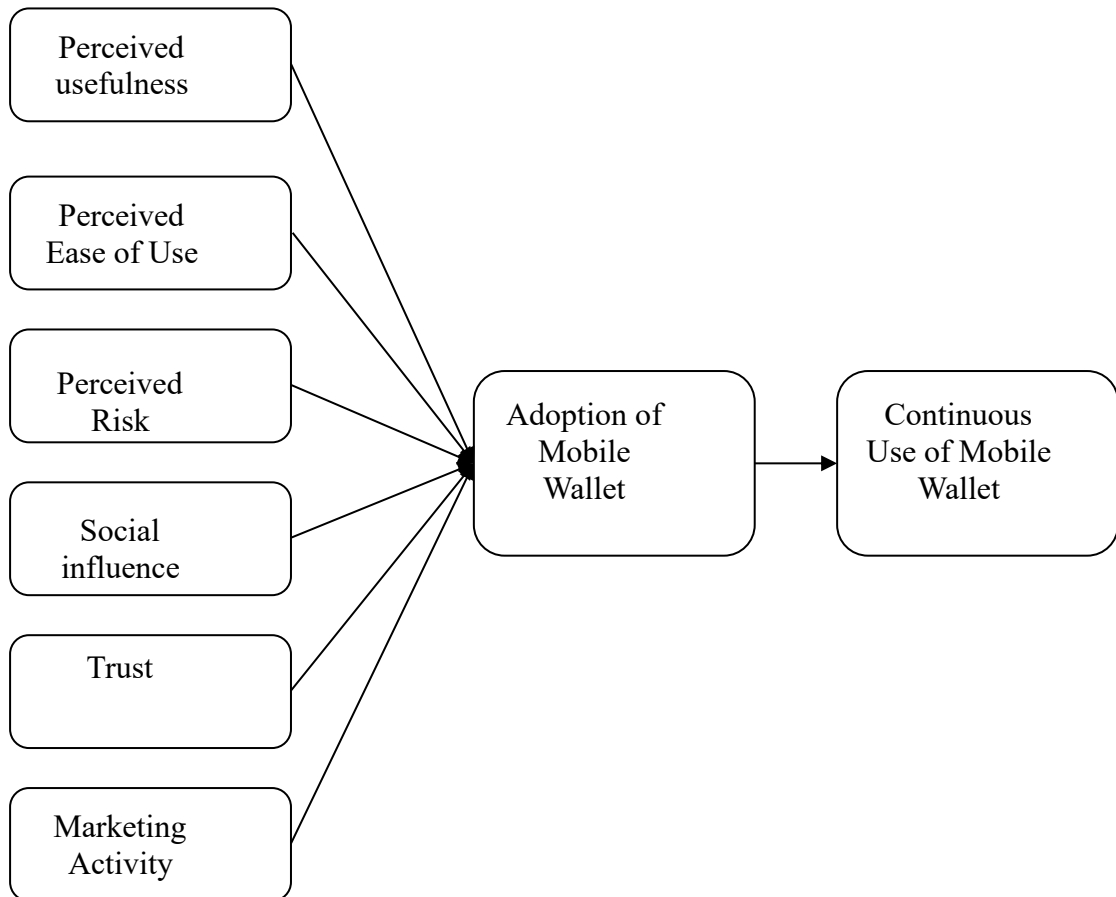 Perceived
usefulness
Perceived
Ease of Use
Perceived
Risk
Social
influence
Trust
Marketing
Activity
Adoption of
Mobile
Wallet
Continuous
Use of Mobile
Wallet